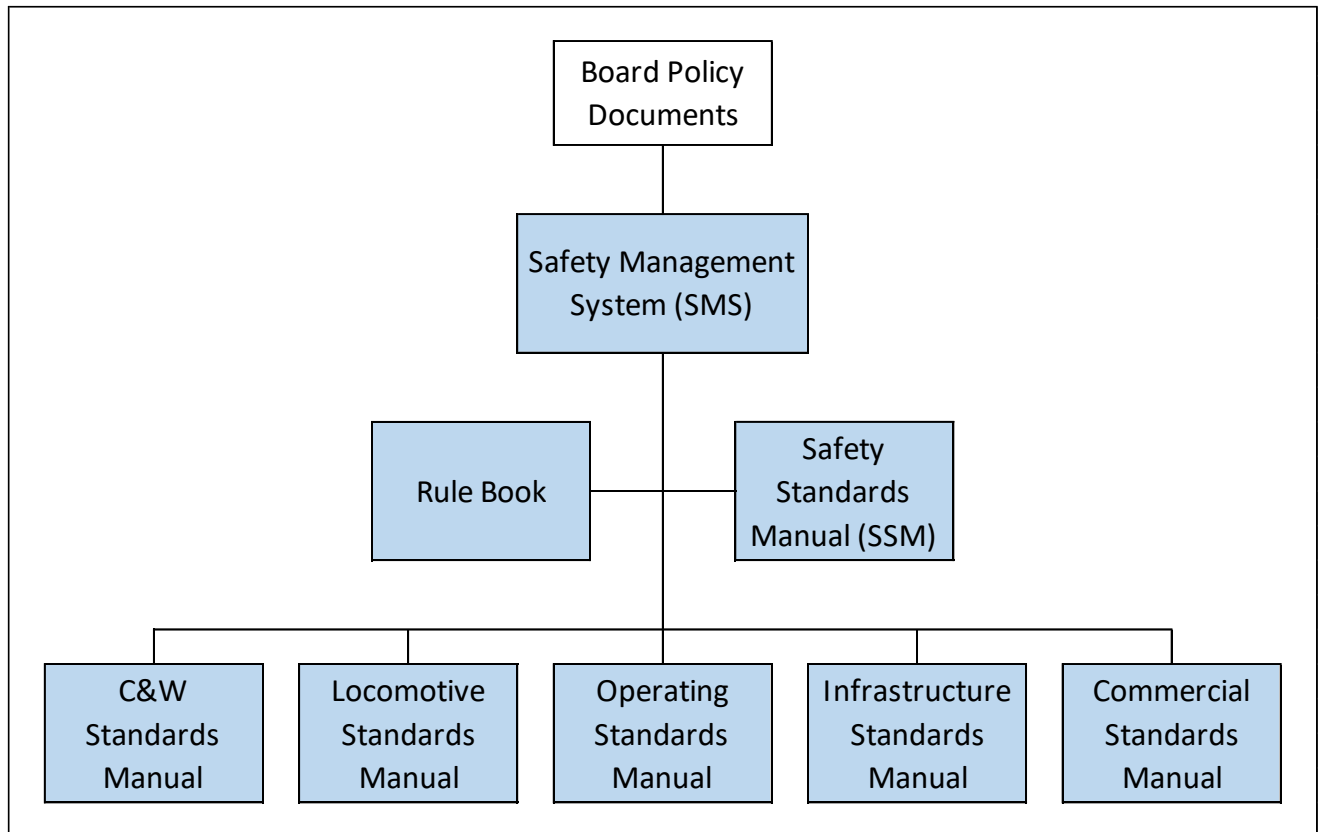 Board Policy
Documents
Safety Management
System (SMS)
Rule Book
Safety
Standards
Manual (SSM)
C&W
Standards
Manual
Locomotive
Standards
Manual
Operating
Standards
Manual
Infrastructure
Standards
Manual
Commercial
Standards
Manual